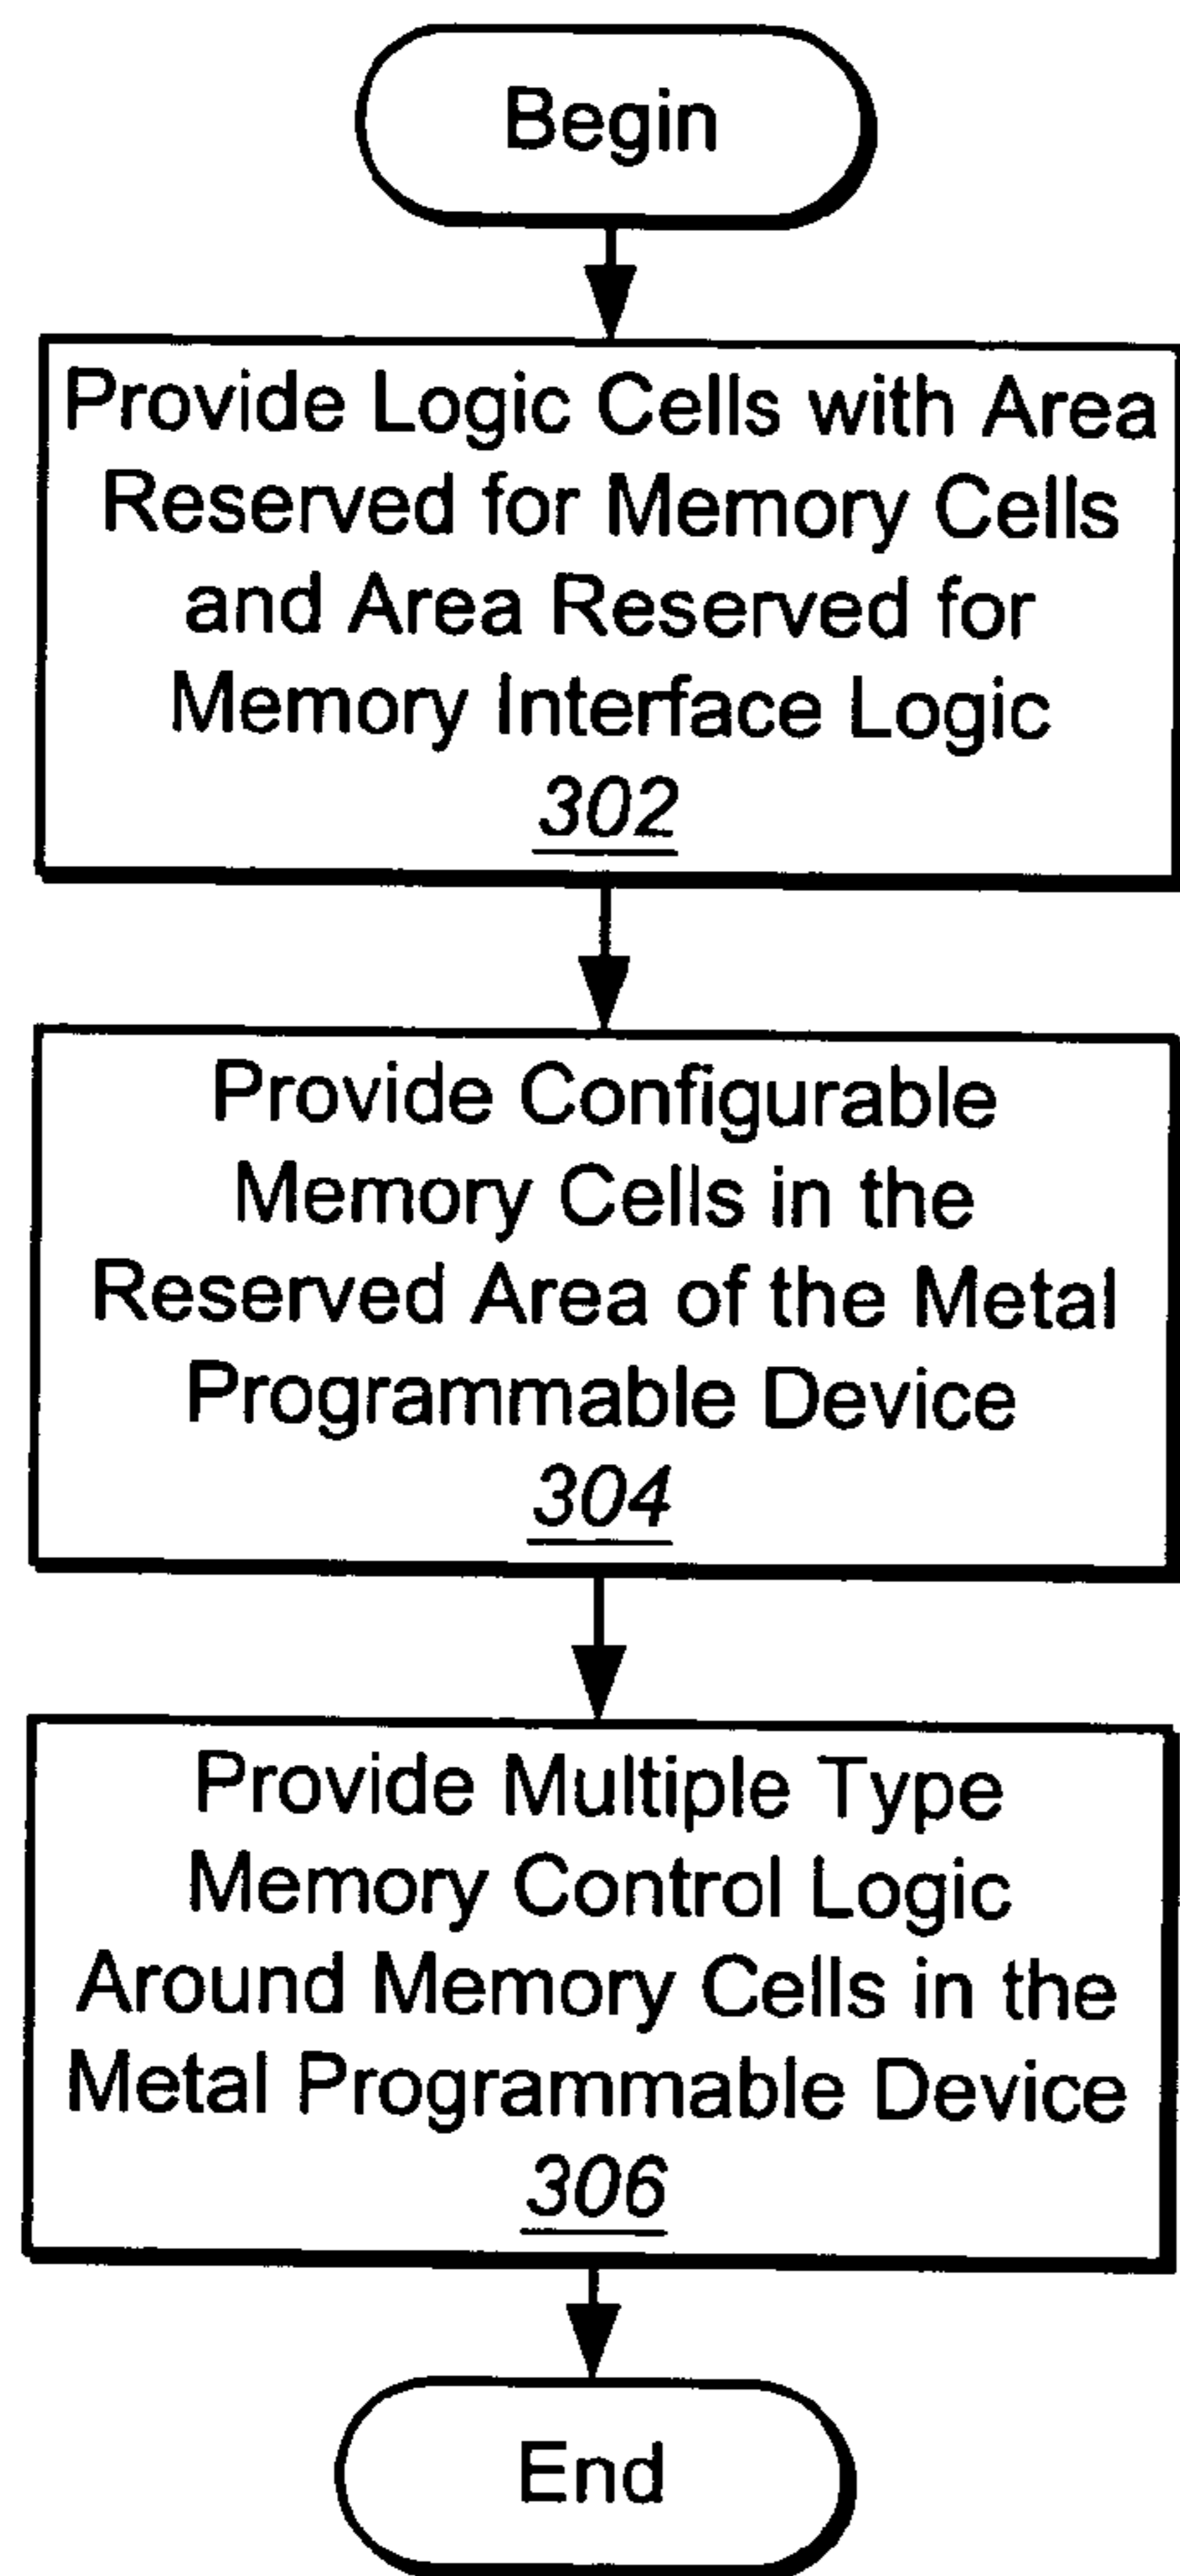 Begin
Provide Logic Cells with Area
Reserved for Memory Cells
and Area Reserved for
Memory Interface Logic
302
Provide Configurable
Memory Cells in the
Reserved Area of the Metal
Programmable Device
304
Provide Multiple Type
Memory Control Logic
Around Memory Cells in the
Metal Programmable Device
306
End